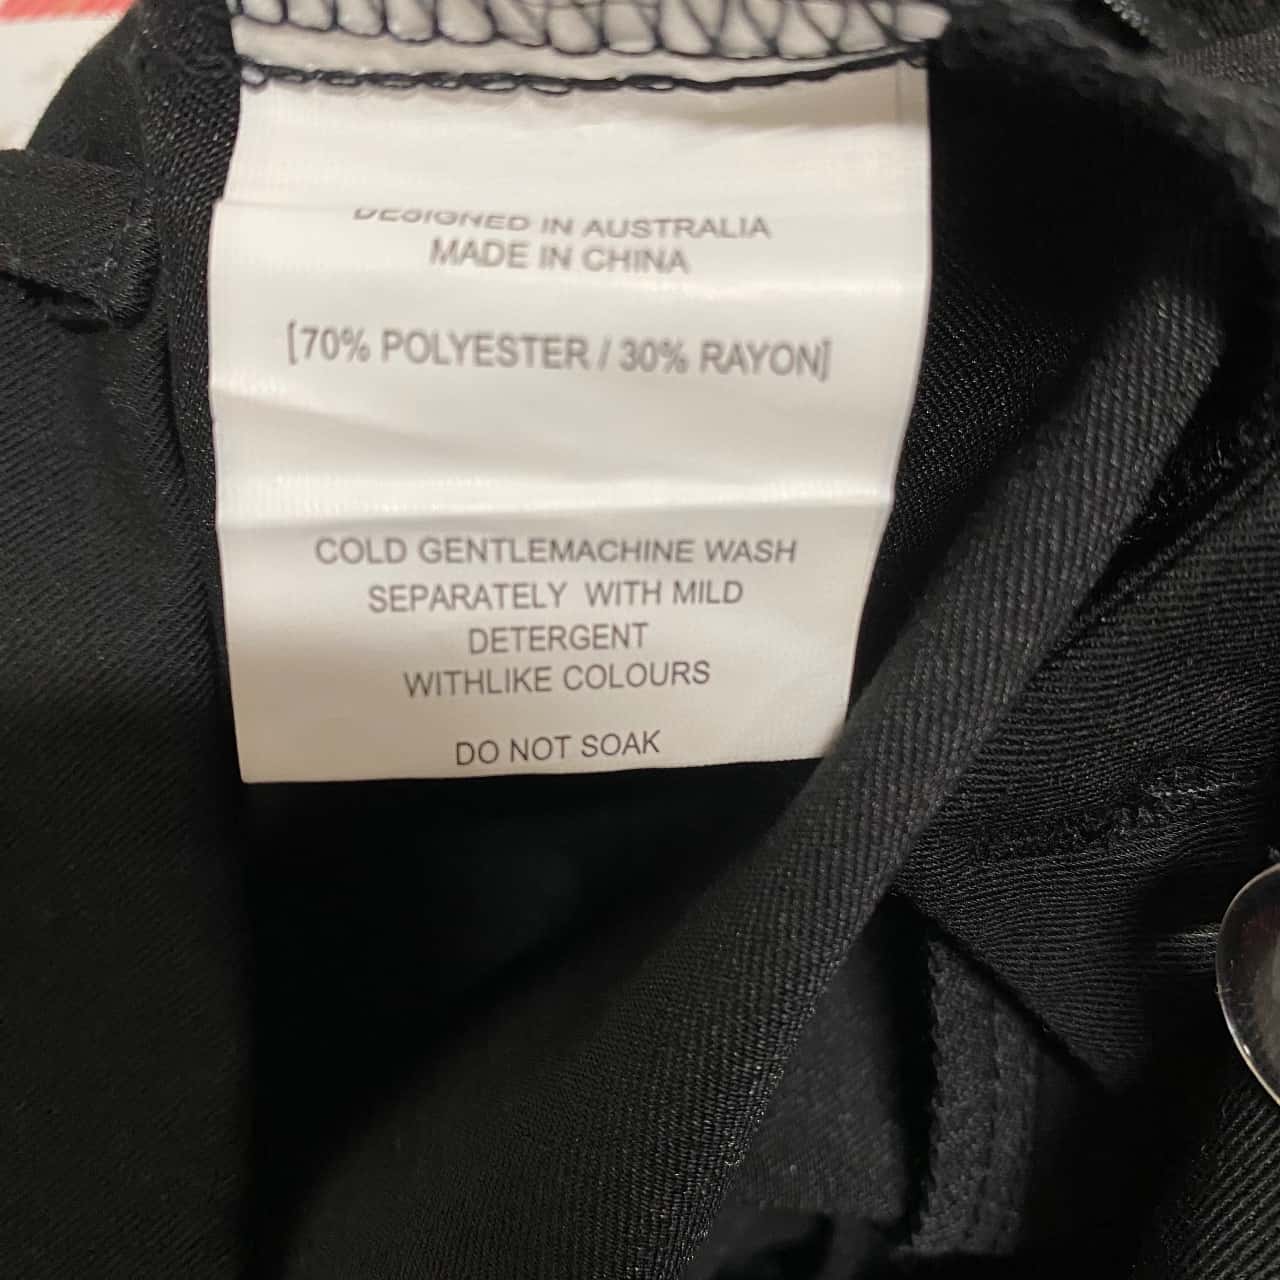 DESIGNED IN AUSTRALIA
MADE IN CHINA
[70% POLYESTER / 30% RAYON]
COLD GENTLEMACHINE WASH
SEPARATELY WITH MILD
DETERGENT
WITHLIKE COLOURS
DO NOT SOAK